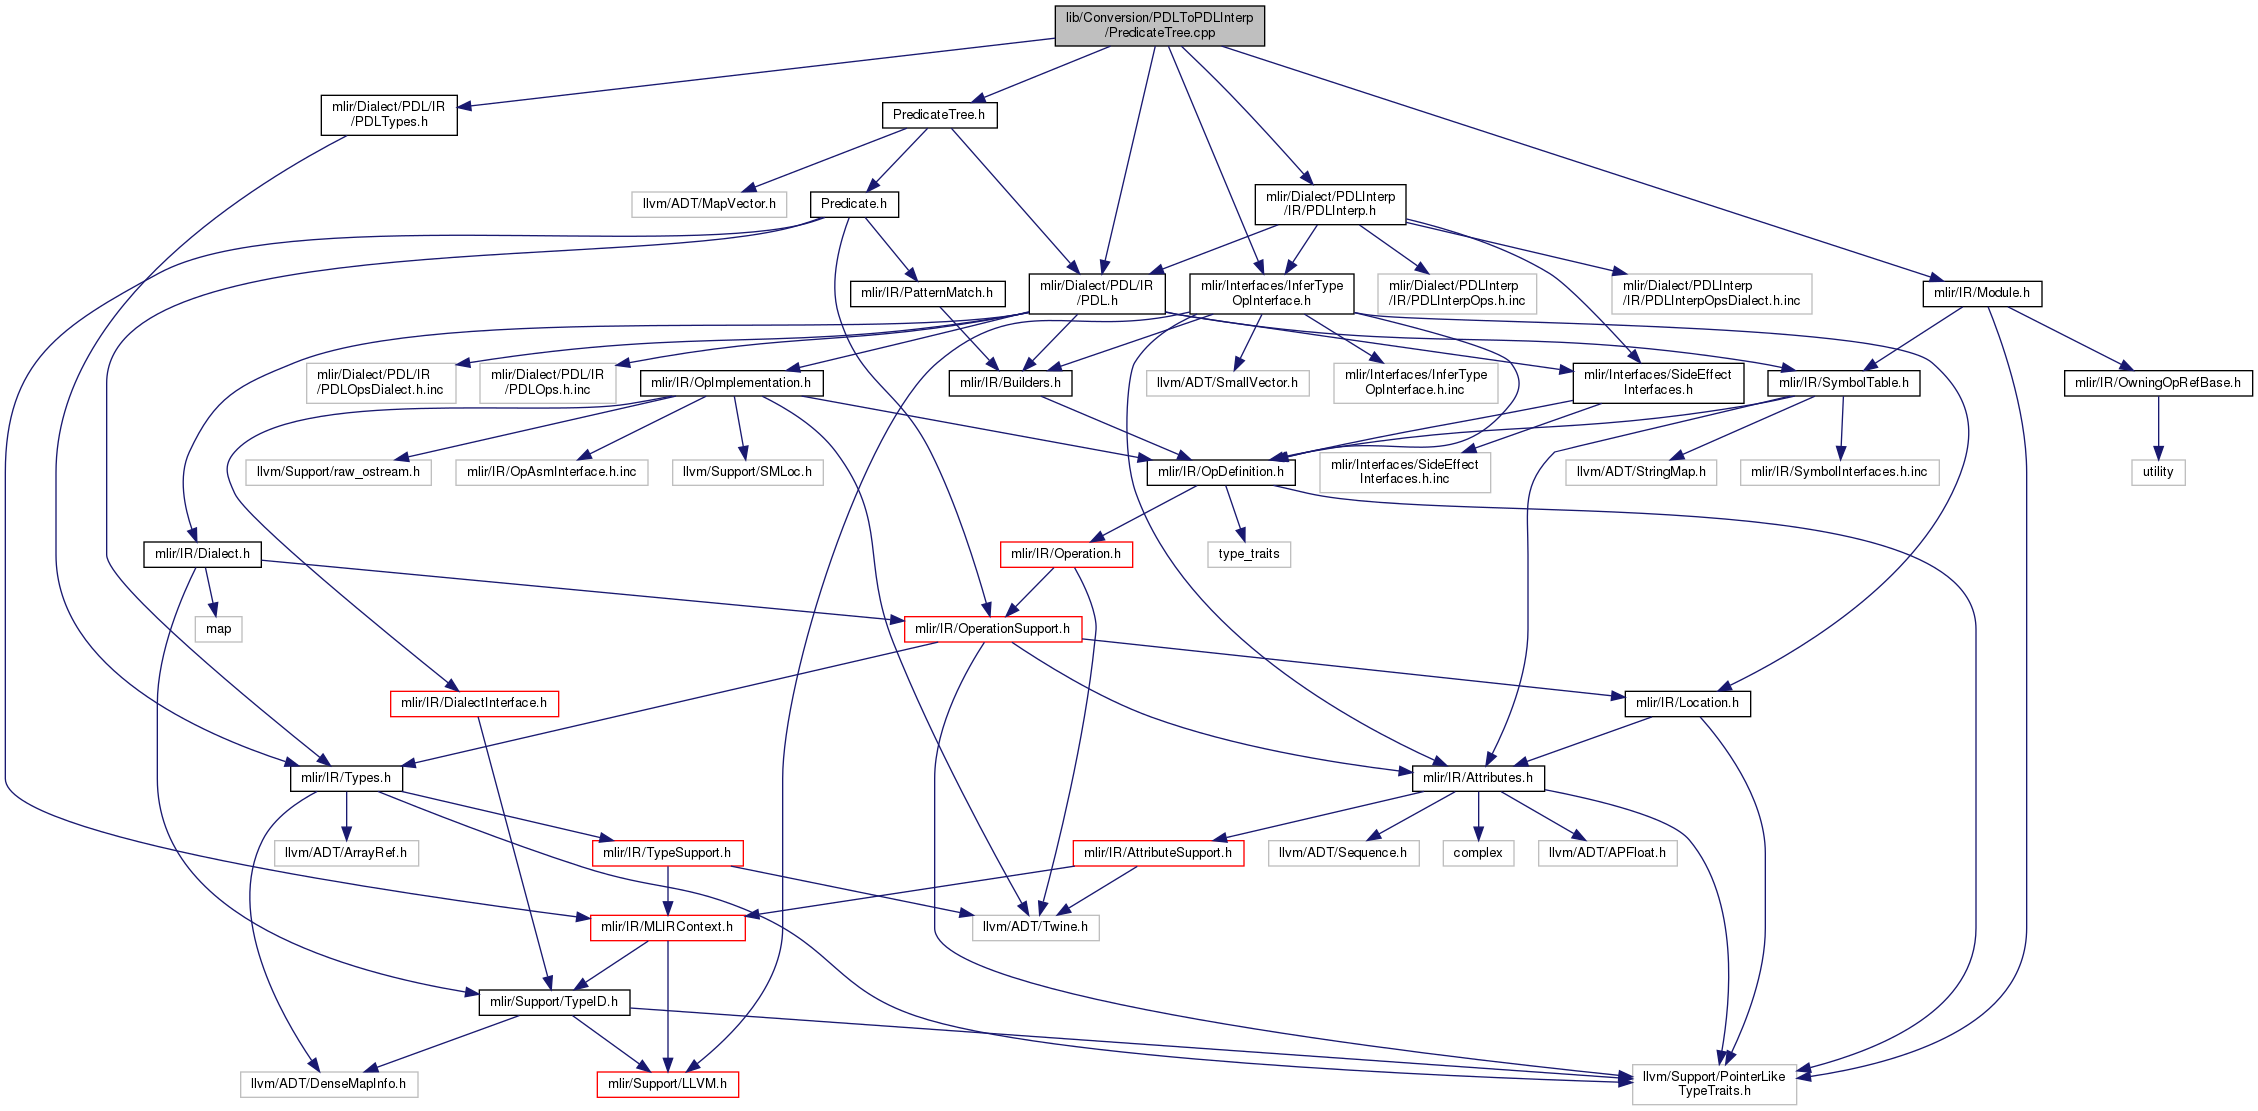 lib/Conversion/PDLToPDLInterp
/PredicateTree.cpp
mlir/Dialect/PDL/IR
/PDLTypes.h
PredicateTree.h
llvm/ADT/MapVector.h
Predicate.h
mlir/Dialect/PDLInterp
/IR/PDLInterp.h
mlir/IR/PatternMatch.h
mlir/Dialect/PDL/IR
/PDL.h
mlir/Interfaces/InferType
OpInterface.h
mlir/Dialect/PDLInterp
/IR/PDLInterpOps.h.inc
mlir/Dialect/PDLInterp
/IR/PDLInterpOpsDialect.h.inc
mlir/IR/Module.h
mlir/Dialect/PDL/IR
/PDLOpsDialect.h.inc
mlir/Dialect/PDL/IR
/PDLOps.h.inc
mlir/IR/OpImplementation.h
mlir/IR/Builders.h
llvm/ADT/SmallVector.h
mlir/Interfaces/InferType
OpInterface.h.inc
mlir/Interfaces/SideEffect
Interfaces.h
mlir/IR/SymbolTable.h
mlir/IR/OwningOpRefBase.h
llvm/Support/raw_ostream.h
mlir/IR/OpAsmInterface.h.inc
llvm/Support/SMLoc.h
mlir/IR/OpDefinition.h
mlir/Interfaces/SideEffect
Interfaces.h.inc
llvm/ADT/StringMap.h
mlir/IR/SymbolInterfaces.h.inc
utility
mlir/IR/Dialect.h
mlir/IR/Operation.h
type_traits
map
mlir/IR/OperationSupport.h
mlir/IR/DialectInterface.h
mlir/IR/Location.h
mlir/IR/Types.h
mlir/IR/Attributes.h
llvm/ADT/ArrayRef.h
mlir/IR/TypeSupport.h
mlir/IR/AttributeSupport.h
llvm/ADT/Sequence.h
complex
llvm/ADT/APFloat.h
mlir/IR/MLIRContext.h
llvm/ADT/Twine.h
mlir/Support/TypeID.h
llvm/ADT/DenseMapInfo.h
mlir/Support/LLVM.h
llvm/Support/PointerLike
TypeTraits.h